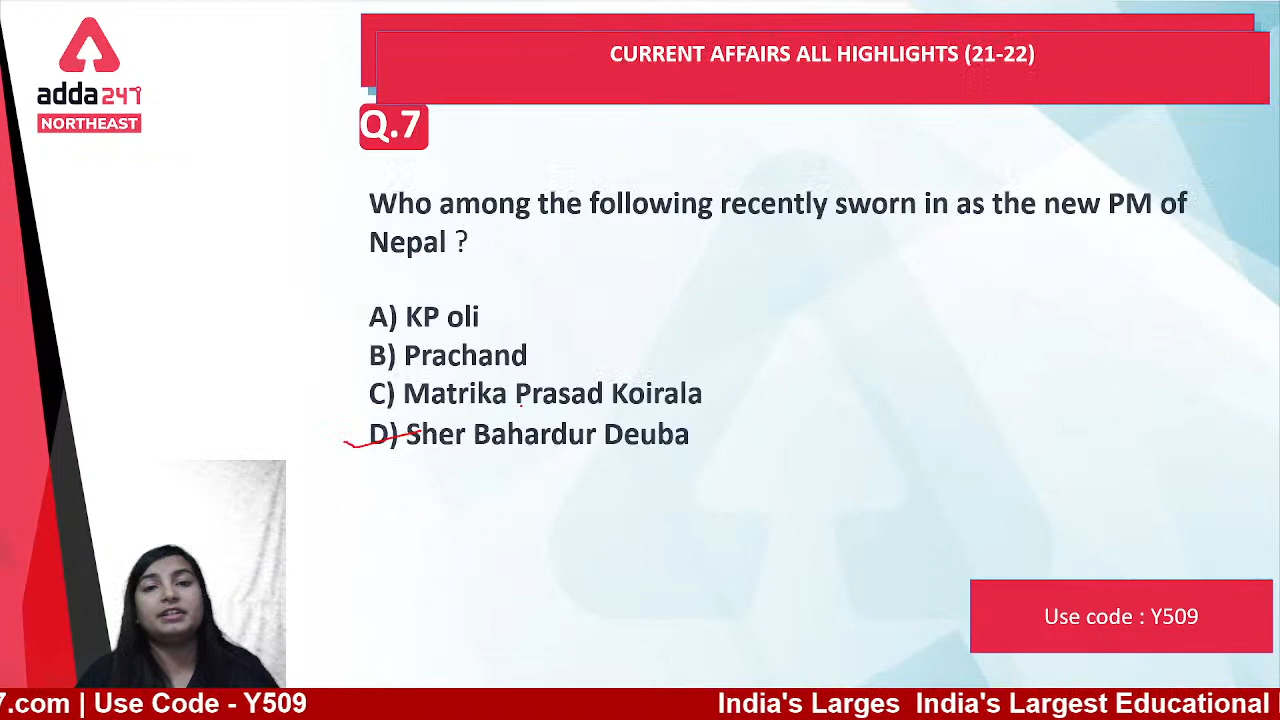 CURRENT AFFAIRS ALL HIGHLIGHTS (21-22)
adda247
NORTHEAST
Q.7
Who among the following recently sworn in as the new PM of
Nepal ?
A) KP oli
B) Prachand
C) Matrika Prasad Koirala
D) Sher Bahardur Deuba
Use code : Y509
7.com | Use Code - Y509
India's Larges India's Largest Educational